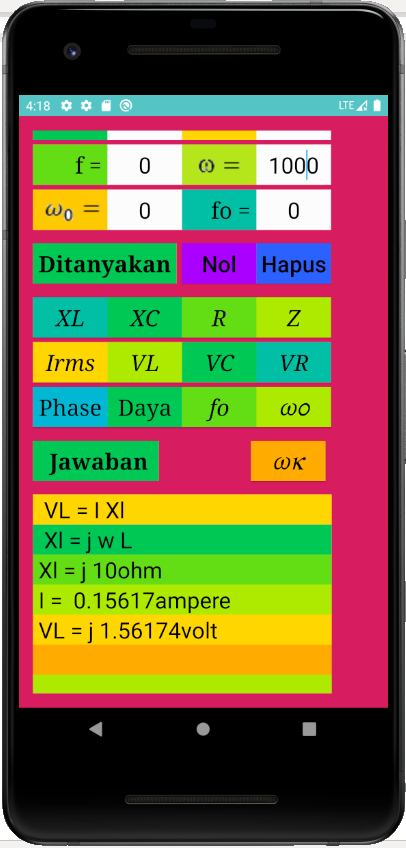 4:18 LTE
f = 0 ω = 1000
ω₀ = 0 fo = 0
Ditanyakan Nol Hapus
XL XC R Z
Irms VL VC VR
Phase Daya fo ωo
Jawaban ωκ
VL = I Xl
Xl = j w L
Xl = j 10ohm
I = 0.15617ampere
VL = j 1.56174volt